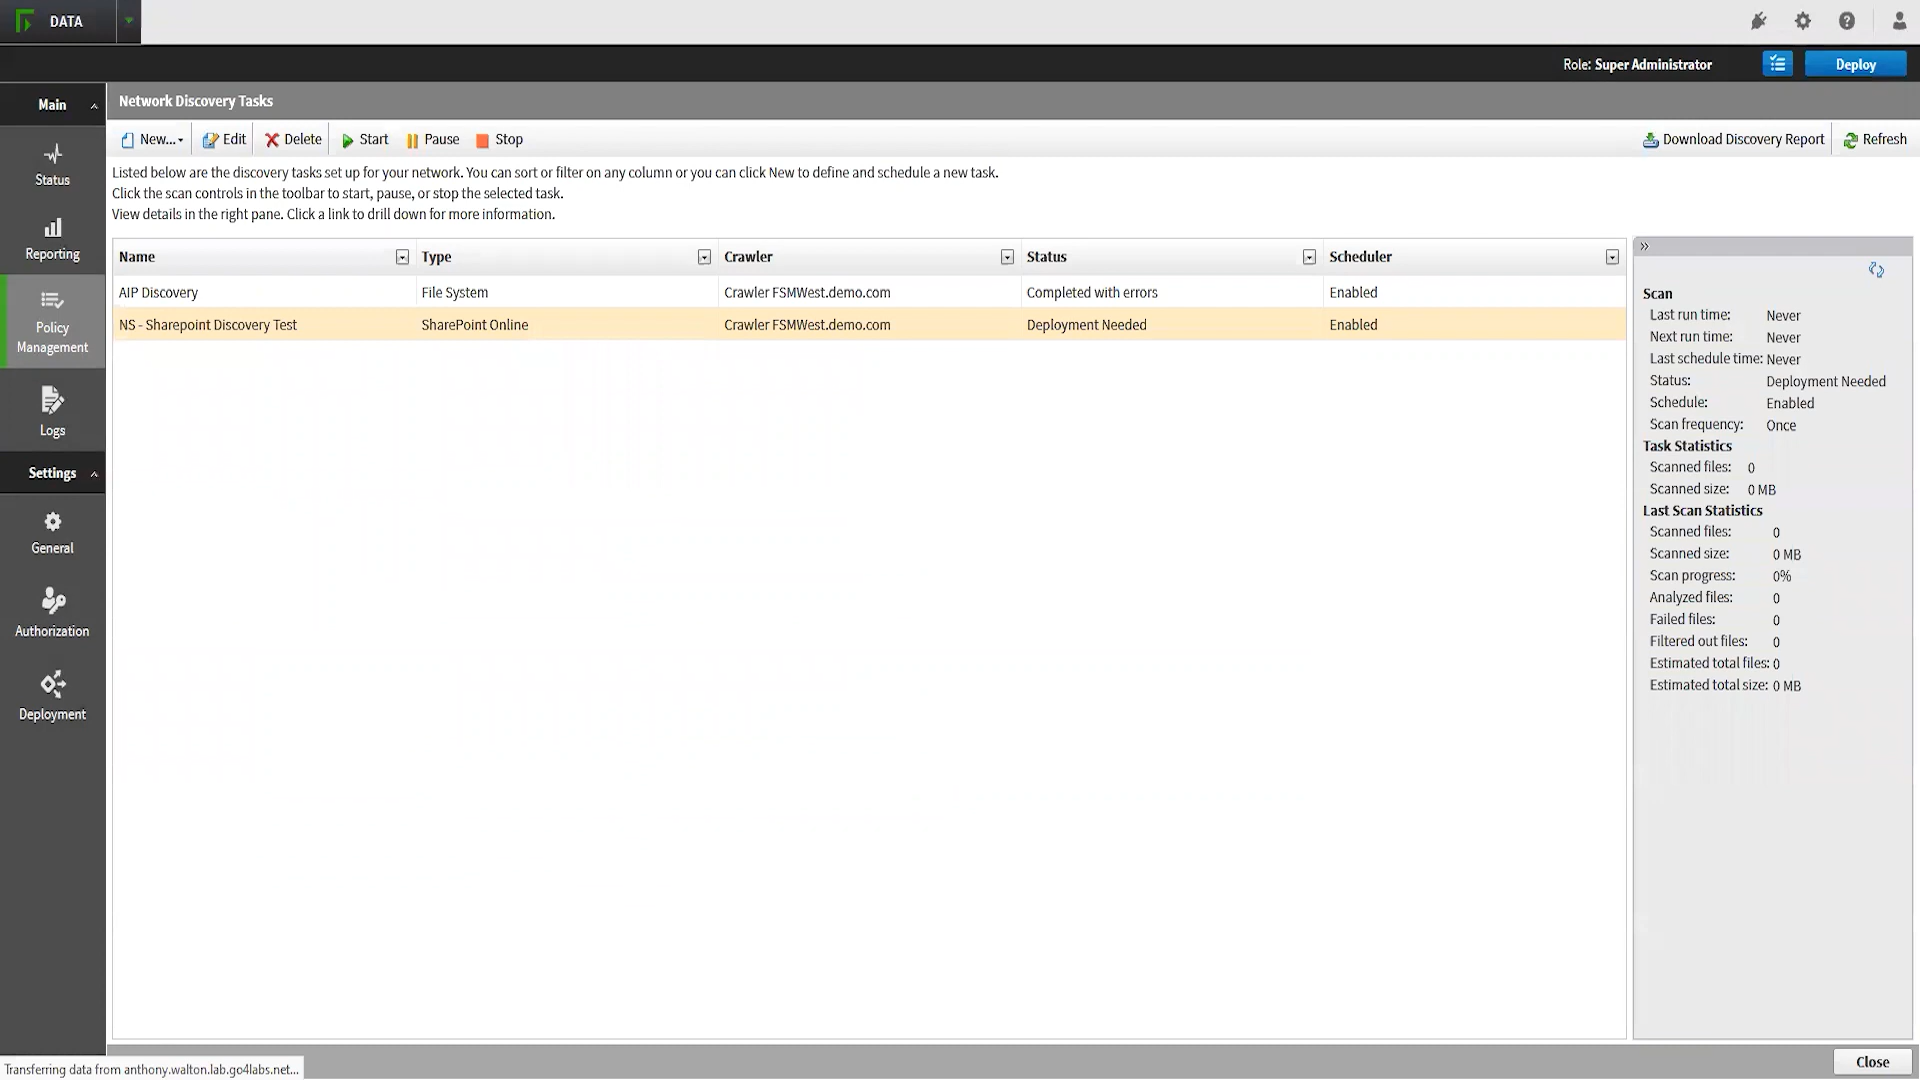 DATA
Role: Super Administrator
Deploy
Main
Network Discovery Tasks
New...
Edit
Delete
Start
Pause
Stop
Download Discovery Report
Refresh
Status
Reporting
Policy
Management
Logs
Settings
General
Authorization
Deployment
Listed below are the discovery tasks set up for your network. You can sort or filter on any column or you can click New to define and schedule a new task.
Click the scan controls in the toolbar to start, pause, or stop the selected task.
View details in the right pane. Click a link to drill down for more information.
Name Type Crawler Status Scheduler
AIP Discovery File System Crawler FSMWest.demo.com Completed with errors Enabled
NS - Sharepoint Discovery Test SharePoint Online Crawler FSMWest.demo.com Deployment Needed Enabled
Scan
Last run time: Never
Next run time: Never
Last schedule time: Never
Status: Deployment Needed
Schedule: Enabled
Scan frequency: Once
Task Statistics
Scanned files: 0
Scanned size: 0 MB
Last Scan Statistics
Scanned files: 0
Scanned size: 0 MB
Scan progress: 0%
Analyzed files: 0
Failed files: 0
Filtered out files: 0
Estimated total files: 0
Estimated total size: 0 MB
Transferring data from anthony.walton.lab.go4labs.net...
Close